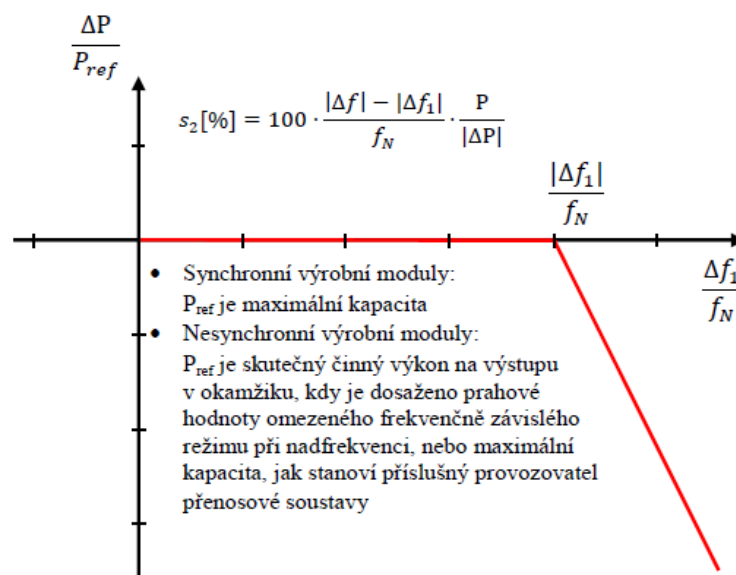 ΔP
P_ref
s₂[%] = 100 · (|Δf| − |Δf₁|)/f_N · P/|ΔP|
|Δf₁|
f_N
Δf₁
f_N
• Synchronní výrobní moduly:
P_ref je maximální kapacita
• Nesynchronní výrobní moduly:
P_ref je skutečný činný výkon na výstupu
v okamžiku, kdy je dosaženo prahové
hodnoty omezeného frekvenčně závislého
režimu při nadfrekvenci, nebo maximální
kapacita, jak stanoví příslušný provozovatel
přenosové soustavy